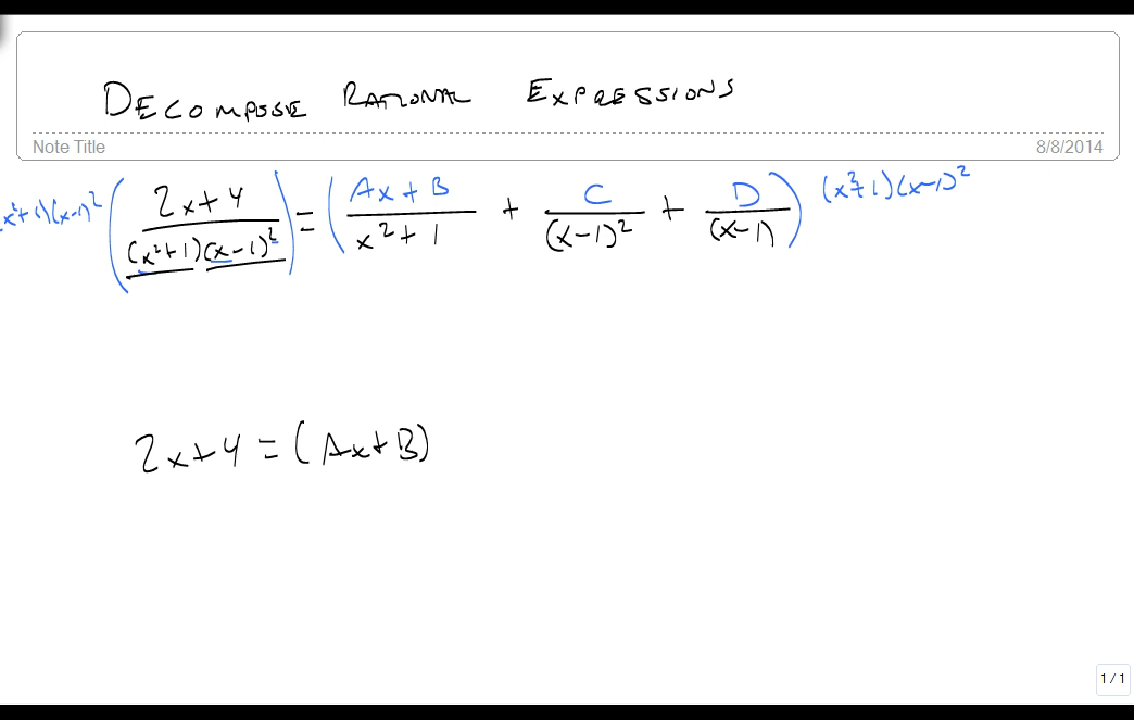 DECOMPOSE RATIONAL EXPRESSIONS
Note Title 8/8/2014
(x²+1)(x-1)² ( 2x+4 / (x²+1)(x-1)² ) = ( Ax+B / x²+1 + C / (x-1)² + D / (x-1) ) (x²+1)(x-1)²
2x+4 = (Ax+B)
1/1